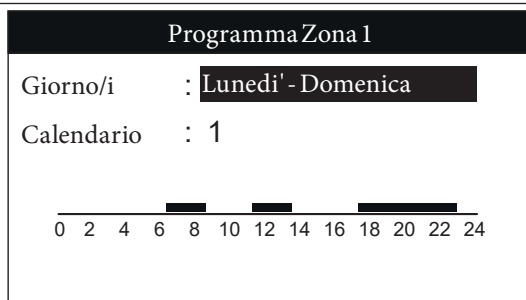 Programma Zona 1
Giorno/i : Lunedi' - Domenica
Calendario : 1
0 2 4 6 8 10 12 14 16 18 20 22 24